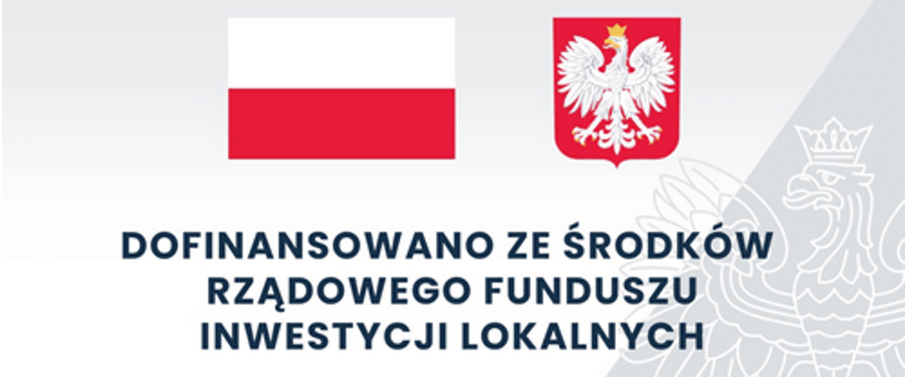 DOFINANSOWANO ZE ŚRODKÓW
RZĄDOWEGO FUNDUSZU
INWESTYCJI LOKALNYCH